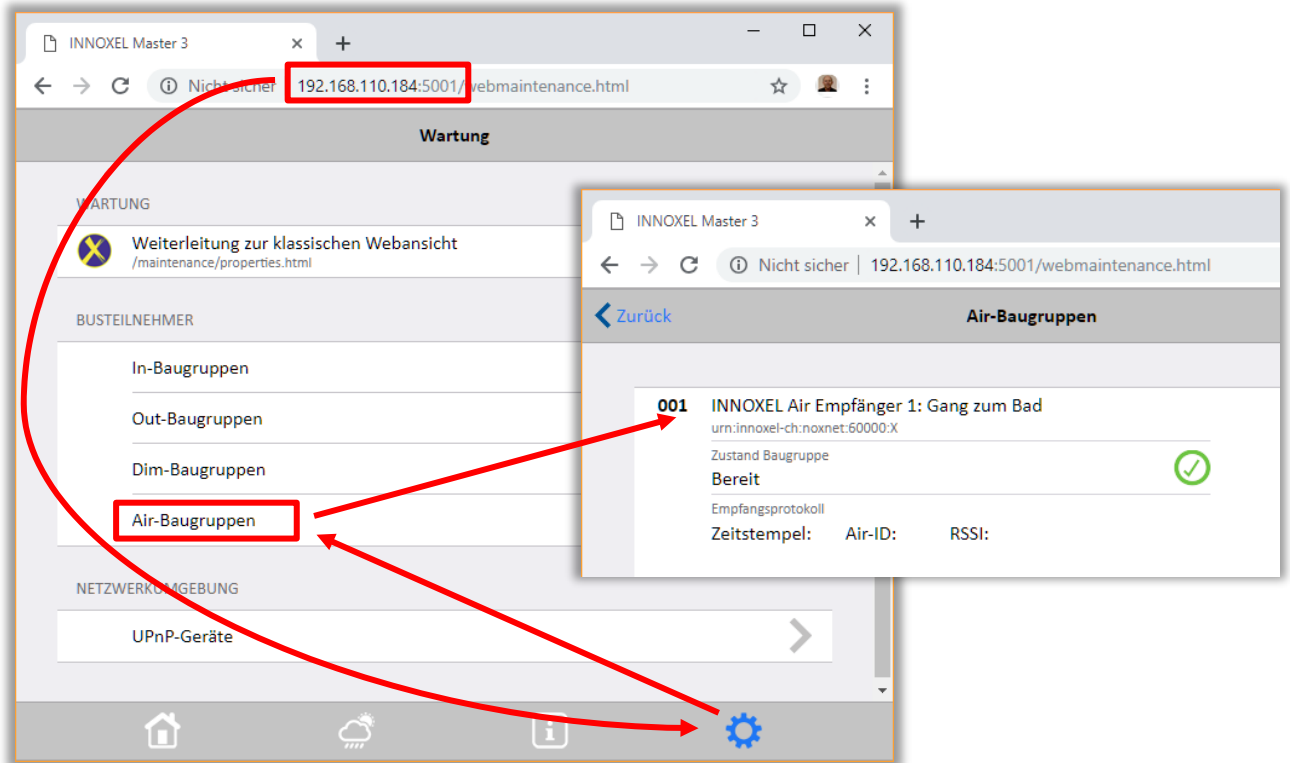 INNOXEL Master 3
Nicht sicher 192.168.110.184:5001/webmaintenance.html
Wartung
WARTUNG
Weiterleitung zur klassischen Webansicht
/maintenance/properties.html
BUSTEILNEHMER
In-Baugruppen
Out-Baugruppen
Dim-Baugruppen
Air-Baugruppen
NETZWERKUMGEBUNG
UPnP-Geräte
INNOXEL Master 3
Nicht sicher | 192.168.110.184:5001/webmaintenance.html
Zurück
Air-Baugruppen
001 INNOXEL Air Empfänger 1: Gang zum Bad
urn:innoxel-ch:noxnet:60000:X
Zustand Baugruppe
Bereit
Empfangsprotokoll
Zeitstempel: Air-ID: RSSI: